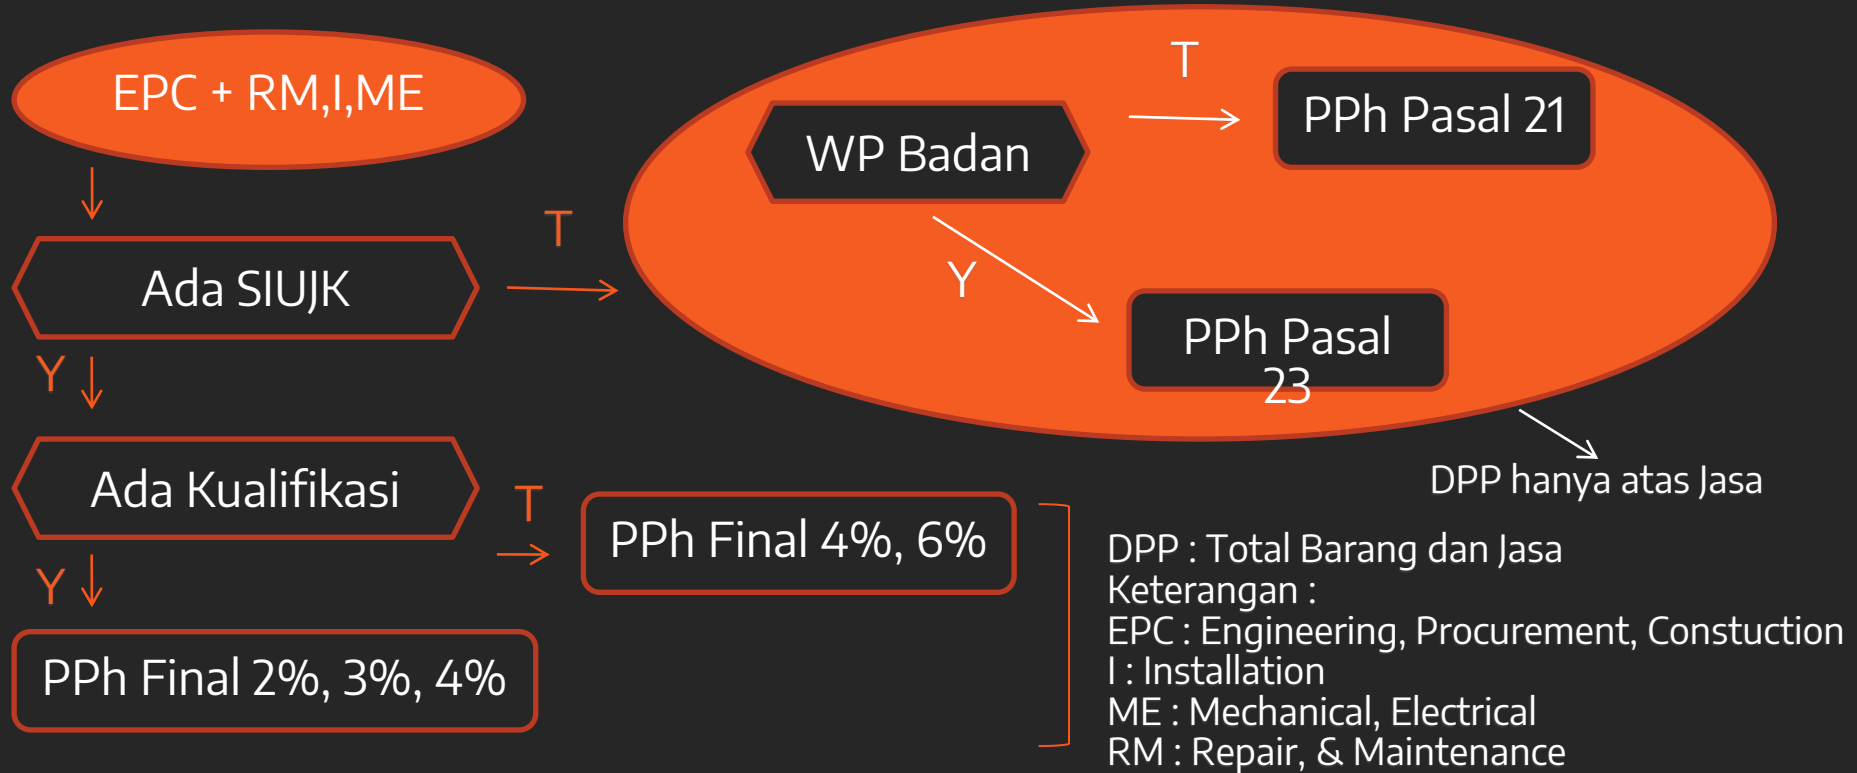 EPC + RM,I,ME
T
WP Badan
PPh Pasal 21
Y
PPh Pasal
23
DPP hanya atas Jasa
Ada SIUJK
T
Y
Ada Kualifikasi
T
PPh Final 4%, 6%
Y
PPh Final 2%, 3%, 4%
DPP : Total Barang dan Jasa
Keterangan :
EPC : Engineering, Procurement, Constuction
I : Installation
ME : Mechanical, Electrical
RM : Repair, & Maintenance